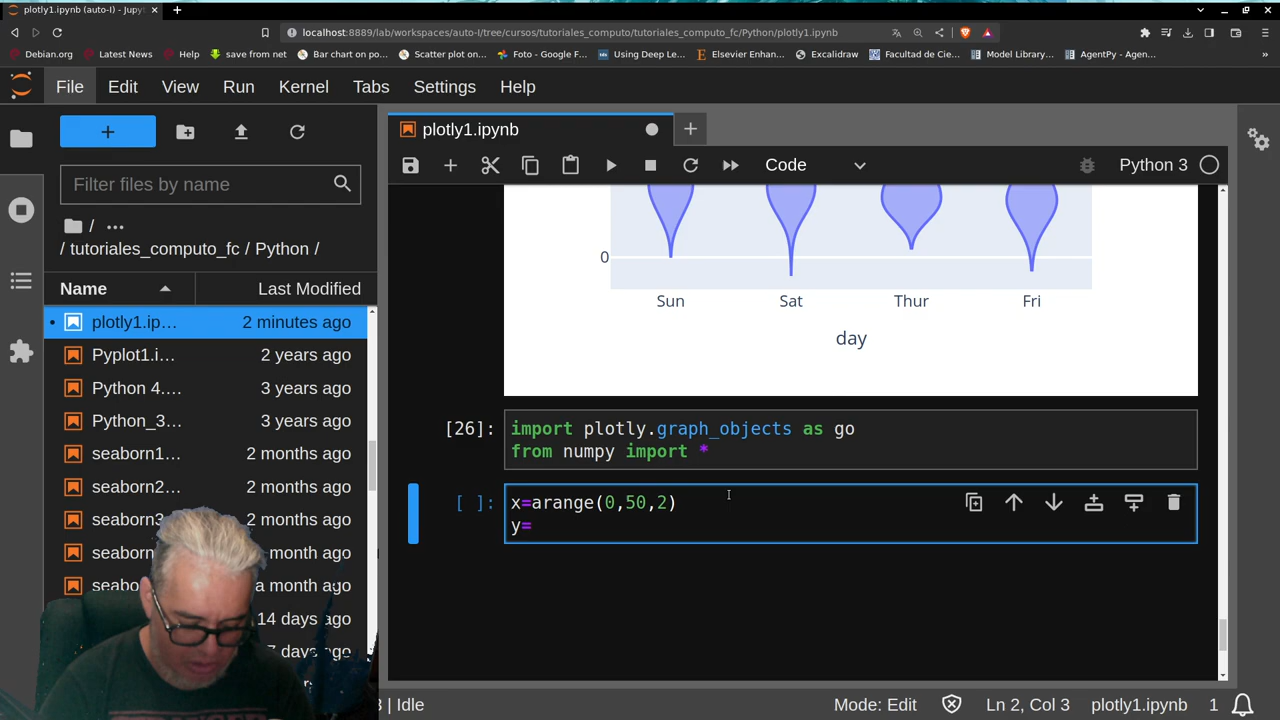 plotly1.ipynb (auto-I) - Jupy
localhost:8889/lab/workspaces/auto-I/tree/cursos/tutoriales_computo/tutoriales_computo_fc/Python/plotly1.ipynb
Debian.org
Latest News
Help
save from net
Bar chart on po...
Scatter plot on...
Foto - Google F...
Using Deep Le...
Elsevier Enhan...
Excalidraw
Facultad de Cie...
Model Library...
AgentPy - Agen...
File Edit View Run Kernel Tabs Settings Help
plotly1.ipynb
Code
Python 3
Filter files by name
/ ...
/ tutoriales_computo_fc / Python /
Name Last Modified
plotly1.ip... 2 minutes ago
Pyplot1.i... 2 years ago
Python 4.... 3 years ago
Python_3... 3 years ago
seaborn1... 2 months ago
seaborn2... 2 months ago
seaborn3... 2 months ago
seaborn... month ago
seabo... a month ago
14 days ago
days ago
0
Sun Sat Thur Fri
day
[26]: import plotly.graph_objects as go
from numpy import *
[ ]: x=arange(0,50,2)
y=
| Idle
Mode: Edit
Ln 2, Col 3
plotly1.ipynb
1